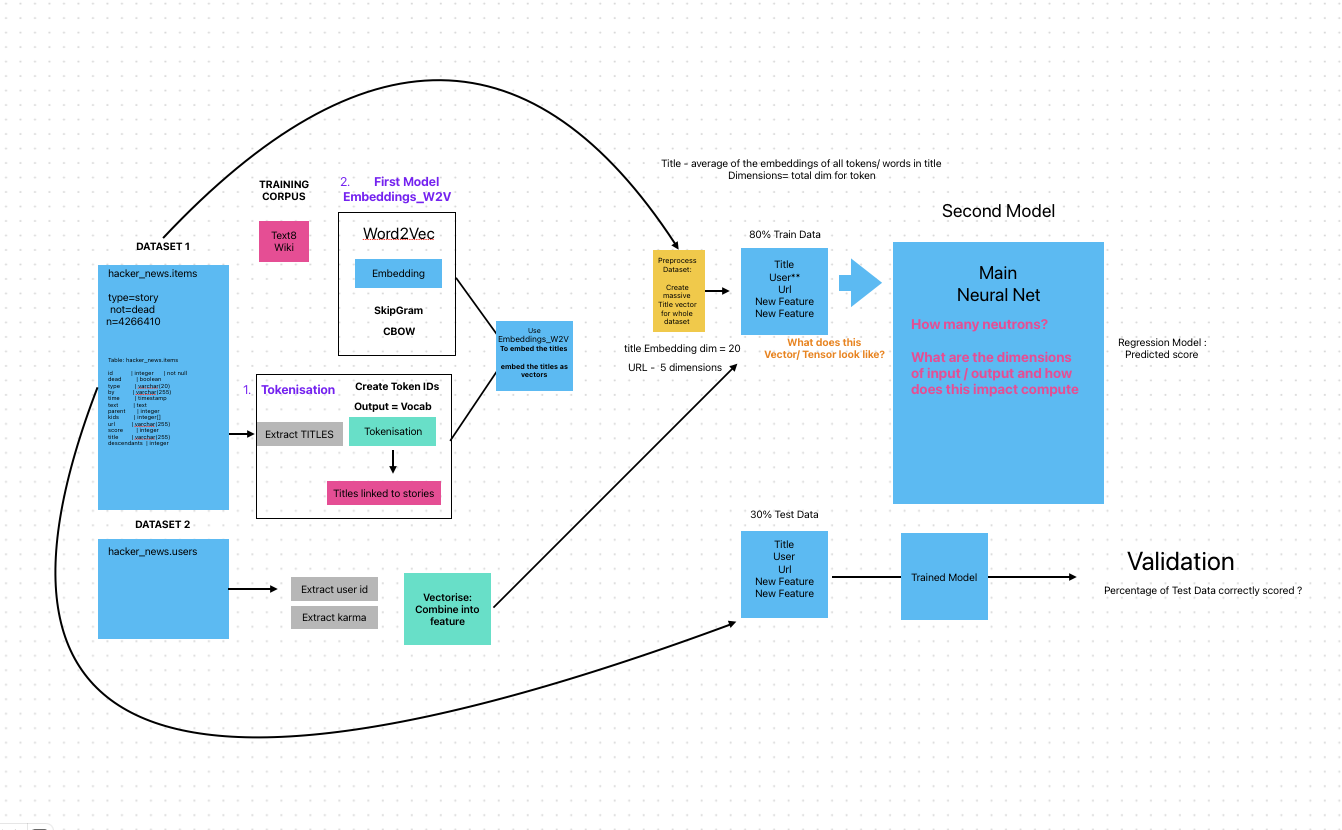 Title - average of the embeddings of all tokens/ words in title
Dimensions= total dim for token
TRAINING
CORPUS
2. First Model
Embeddings_W2V
Second Model
Text8
Wiki
Word2Vec
80% Train Data
DATASET 1
hacker_news.items
type=story
not=dead
n=4266410
Embedding
SkipGram
CBOW
Preprocess
Dataset:
Create
massive
Title vector
for whole
dataset
Title
User**
Url
New Feature
New Feature
Main
Neural Net
How many neutrons?
What are the dimensions
of input / output and how
does this impact compute
Use
Embeddings_W2V
To embed the titles
embed the titles as
vectors
title Embedding dim = 20
URL - 5 dimensions
What does this
Vector/ Tensor look like?
Regression Model :
Predicted score
Table: hacker_news.items
id | integer | not null
dead | boolean
type | varchar(20)
by | varchar(255)
time | timestamp
text | text
parent | integer
kids | integer[]
url | varchar(255)
score | integer
title | varchar(255)
descendants | integer
1. Tokenisation
Create Token IDs
Output = Vocab
Extract TITLES
Tokenisation
Titles linked to stories
DATASET 2
hacker_news.users
Extract user id
Extract karma
Vectorise:
Combine into
feature
30% Test Data
Title
User
Url
New Feature
New Feature
Trained Model
Validation
Percentage of Test Data correctly scored ?